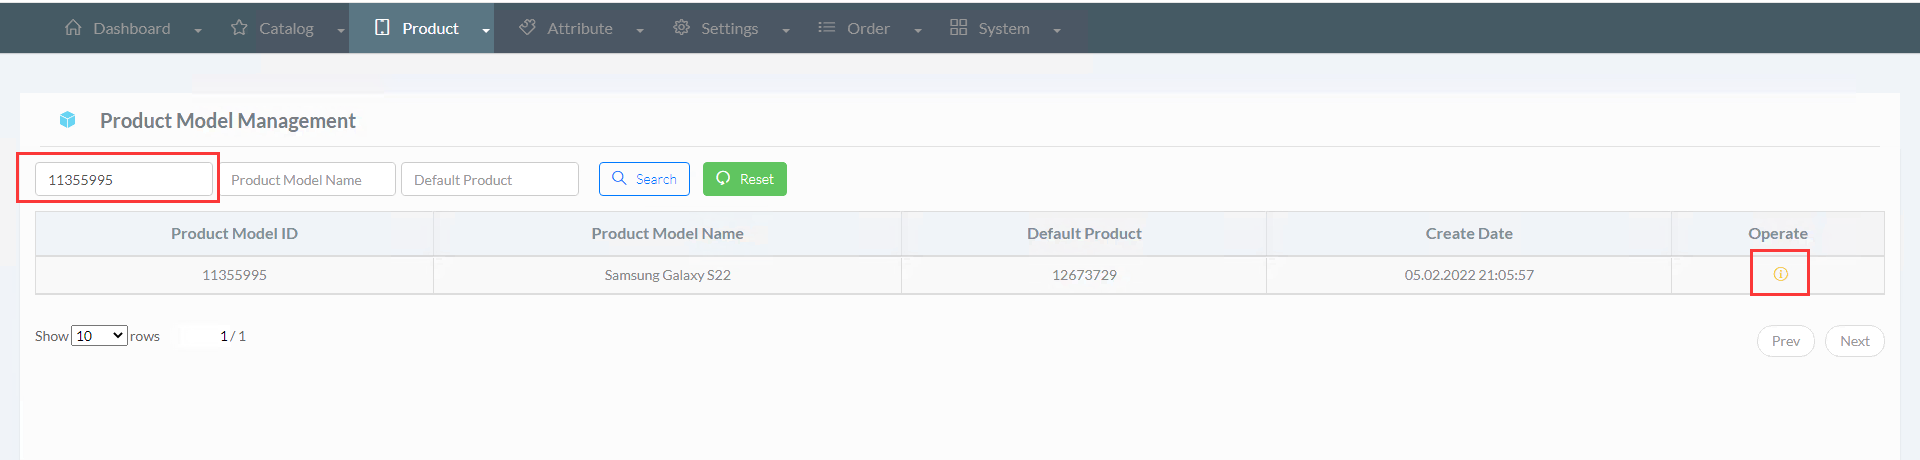 Dashboard Catalog Product Attribute Settings Order System
Product Model Management
11355995 Product Model Name Default Product Search Reset
Product Model ID Product Model Name Default Product Create Date Operate
11355995 Samsung Galaxy S22 12673729 05.02.2022 21:05:57
Show 10 rows 1 / 1
Prev Next